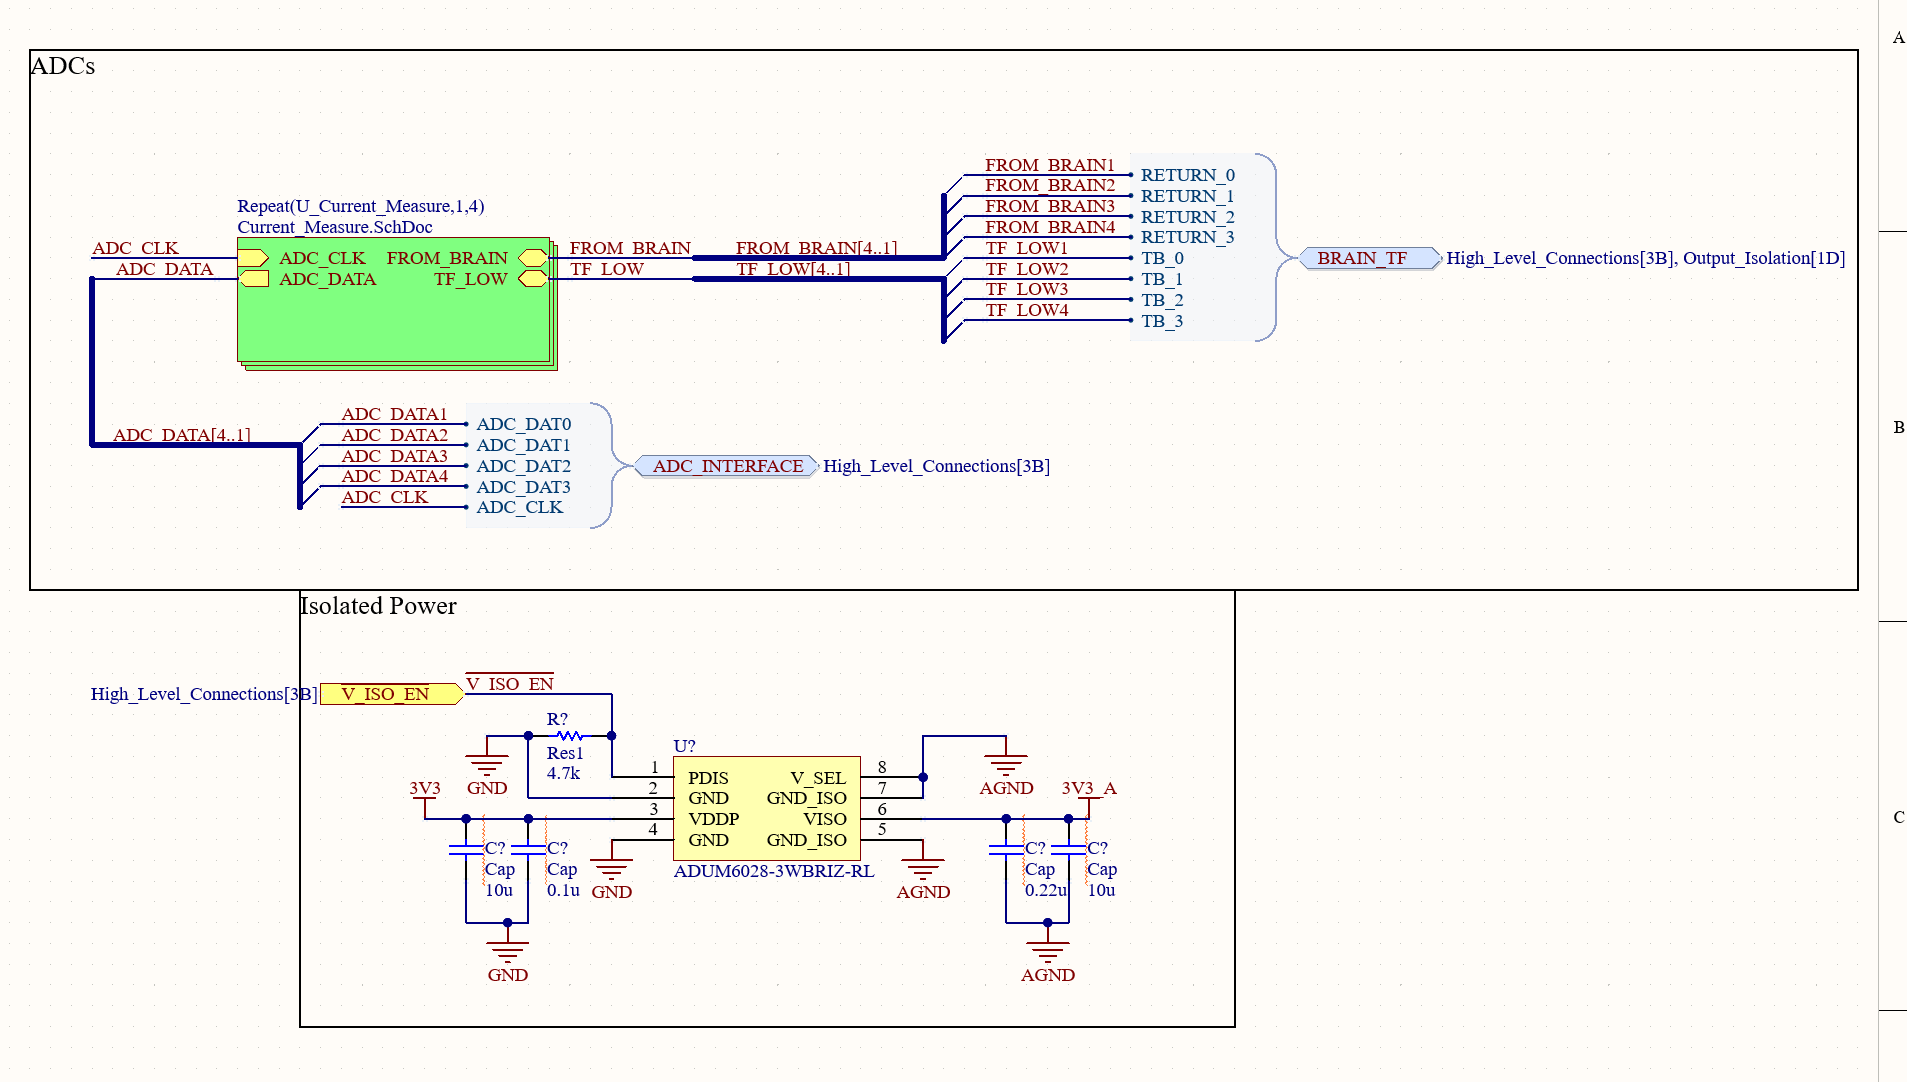 A
ADCs
FROM_BRAIN1
RETURN_0
FROM_BRAIN2
RETURN_1
Repeat(U_Current_Measure,1,4)
FROM_BRAIN3
RETURN_2
Current_Measure.SchDoc
FROM_BRAIN4
RETURN_3
ADC_CLK
ADC_CLK
FROM_BRAIN
FROM_BRAIN
FROM_BRAIN[4..1]
TF_LOW1
TB_0
BRAIN_TF
High_Level_Connections[3B], Output_Isolation[1D]
ADC_DATA
ADC_DATA
TF_LOW
TF_LOW
TF_LOW[4..1]
TF_LOW2
TB_1
TF_LOW3
TB_2
TF_LOW4
TB_3
ADC_DATA1
ADC_DAT0
B
ADC_DATA[4..1]
ADC_DATA2
ADC_DAT1
ADC_DATA3
ADC_DAT2
ADC_INTERFACE
High_Level_Connections[3B]
ADC_DATA4
ADC_DAT3
ADC_CLK
ADC_CLK
Isolated Power
High_Level_Connections[3B]
V_ISO_EN
V_ISO_EN
R?
Res1
4.7k
GND
U?
1
PDIS
V_SEL
8
2
GND
GND_ISO
7
3
VDDP
VISO
6
4
GND
GND_ISO
5
ADUM6028-3WBRIZ-RL
AGND
3V3
3V3_A
C
C?
Cap
10u
C?
Cap
0.1u
GND
AGND
C?
Cap
0.22u
C?
Cap
10u
GND
AGND